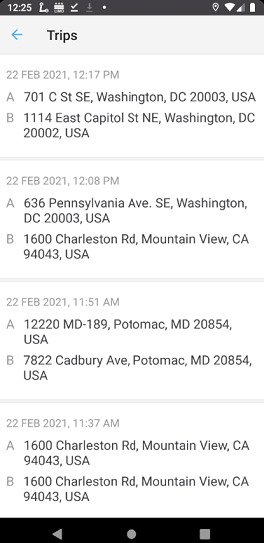 12:25
Trips
22 FEB 2021, 12:17 PM
A 701 C St SE, Washington, DC 20003, USA
B 1114 East Capitol St NE, Washington, DC
20002, USA
22 FEB 2021, 12:08 PM
A 636 Pennsylvania Ave. SE, Washington,
DC 20003, USA
B 1600 Charleston Rd, Mountain View, CA
94043, USA
22 FEB 2021, 11:51 AM
A 12220 MD-189, Potomac, MD 20854,
USA
B 7822 Cadbury Ave, Potomac, MD 20854,
USA
22 FEB 2021, 11:37 AM
A 1600 Charleston Rd, Mountain View, CA
94043, USA
B 1600 Charleston Rd, Mountain View, CA
94043, USA